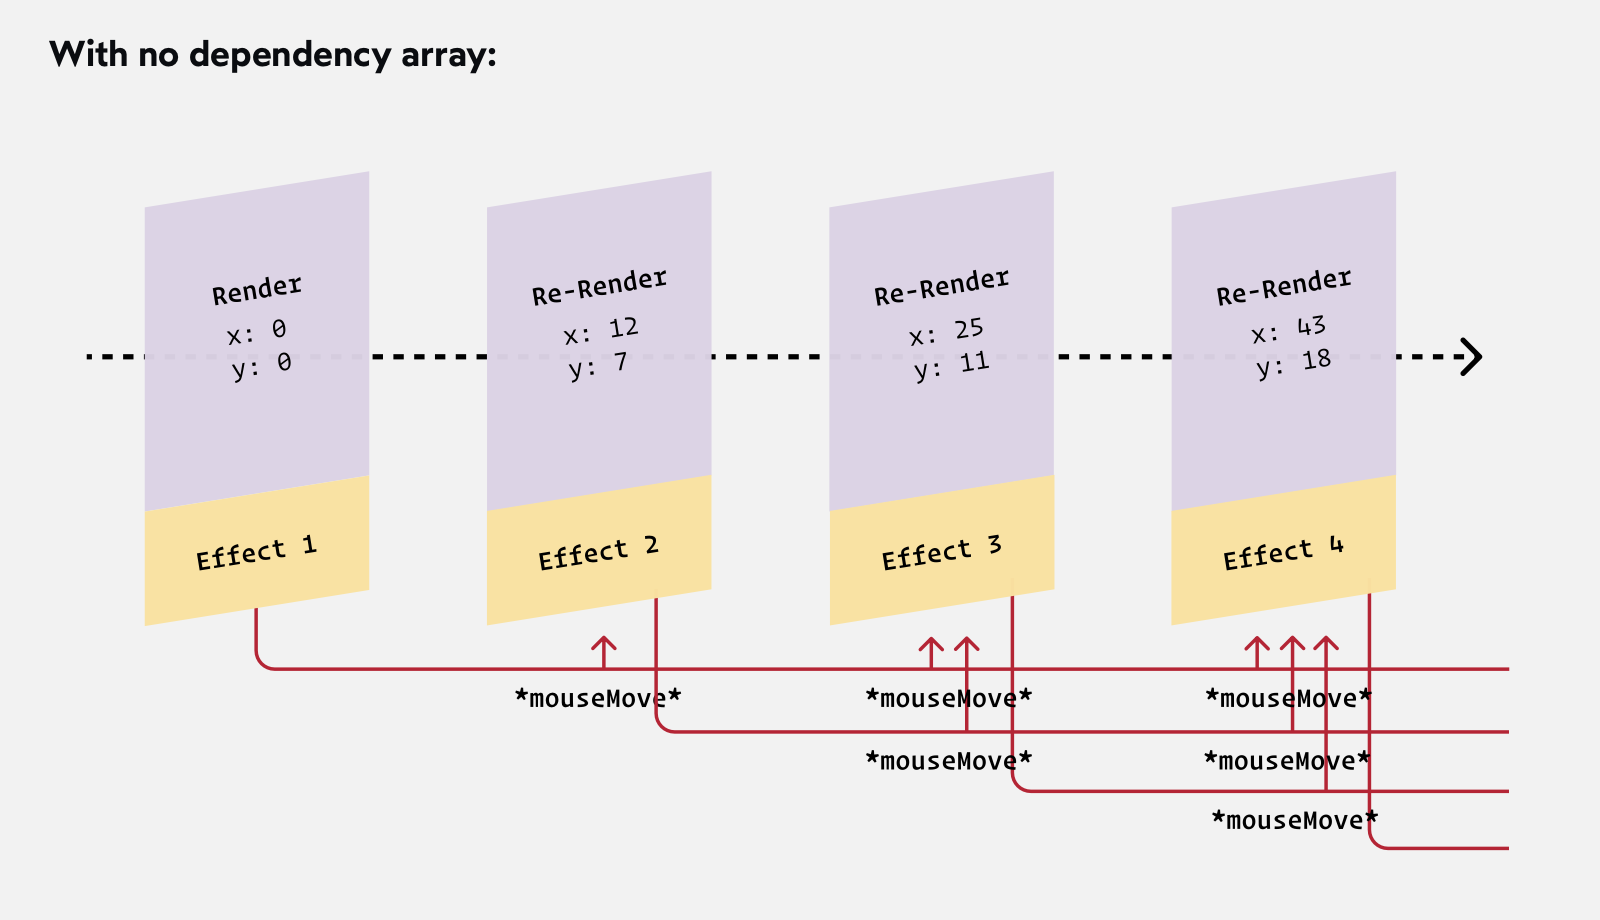 With no dependency array:
Render
x: 0
y: 0
Effect 1
Re-Render
x: 12
y: 7
Effect 2
Re-Render
x: 25
y: 11
Effect 3
Re-Render
x: 43
y: 18
Effect 4
*mouseMove*
*mouseMove*
*mouseMove*
*mouseMove*
*mouseMove*
*mouseMove*